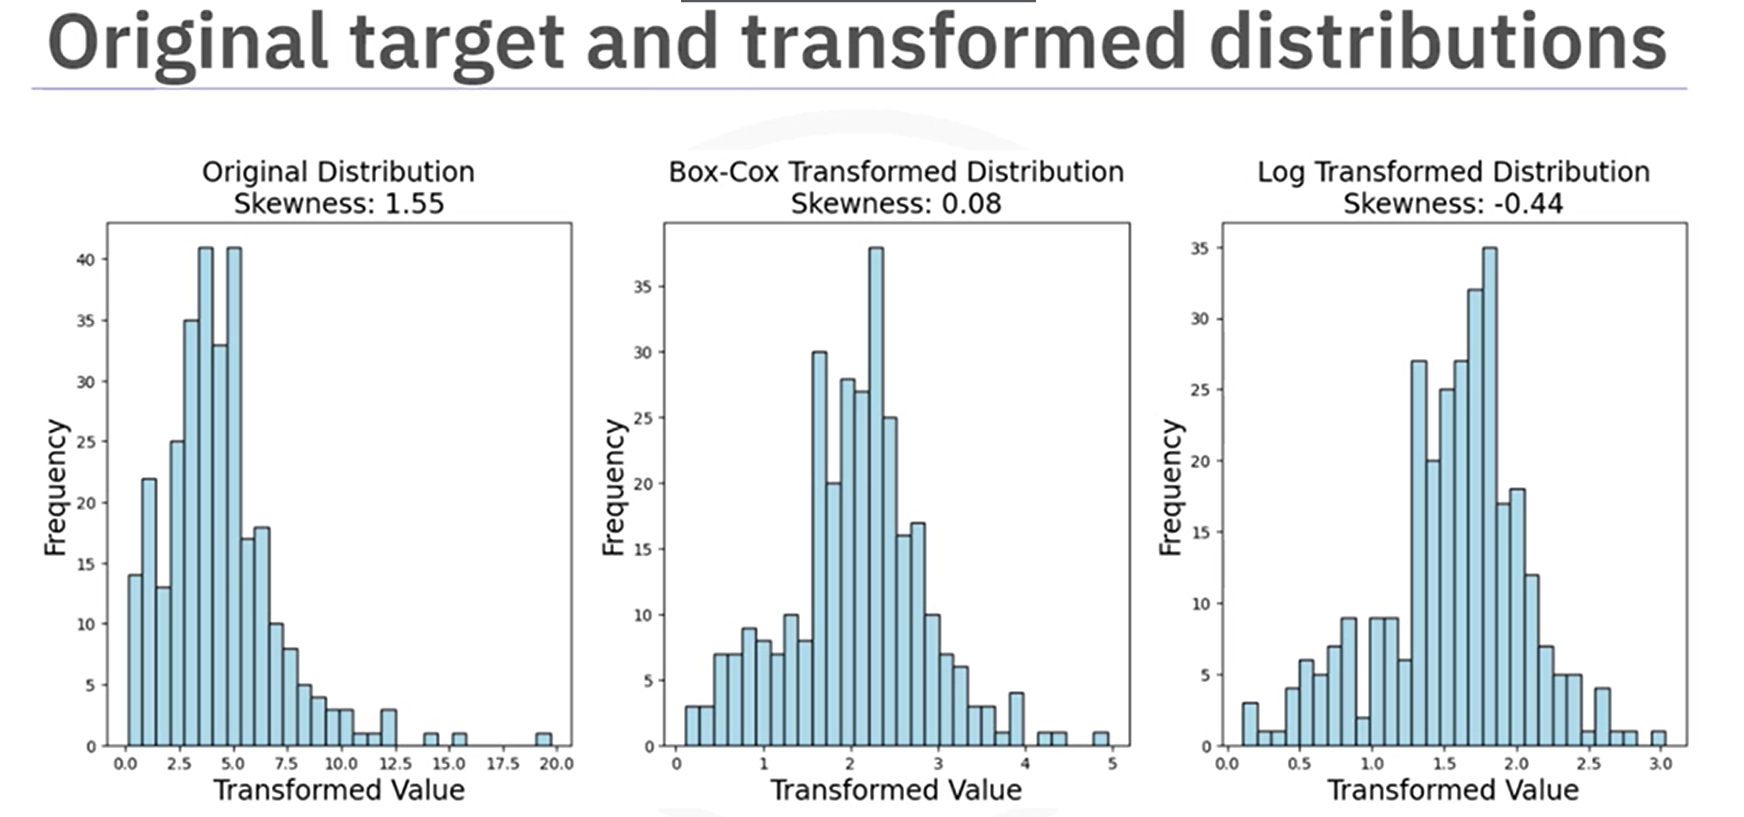 Original target and transformed distributions
Original Distribution
Skewness: 1.55
Frequency
40
35
30
25
20
15
10
5
0
0.0 2.5 5.0 7.5 10.0 12.5 15.0 17.5 20.0
Transformed Value
Box-Cox Transformed Distribution
Skewness: 0.08
Frequency
35
30
25
20
15
10
5
0
0 1 2 3 4 5
Transformed Value
Log Transformed Distribution
Skewness: -0.44
Frequency
35
30
25
20
15
10
5
0
0.0 0.5 1.0 1.5 2.0 2.5 3.0
Transformed Value